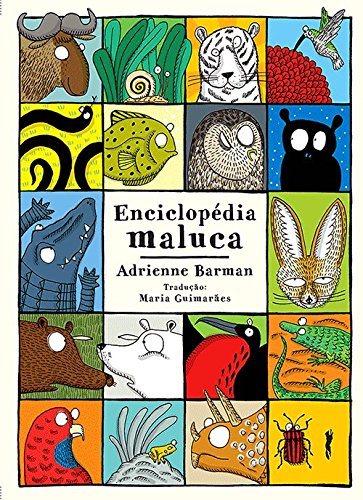 Enciclopédia
maluca
Adrienne Barman
Tradução:
Maria Guimarães